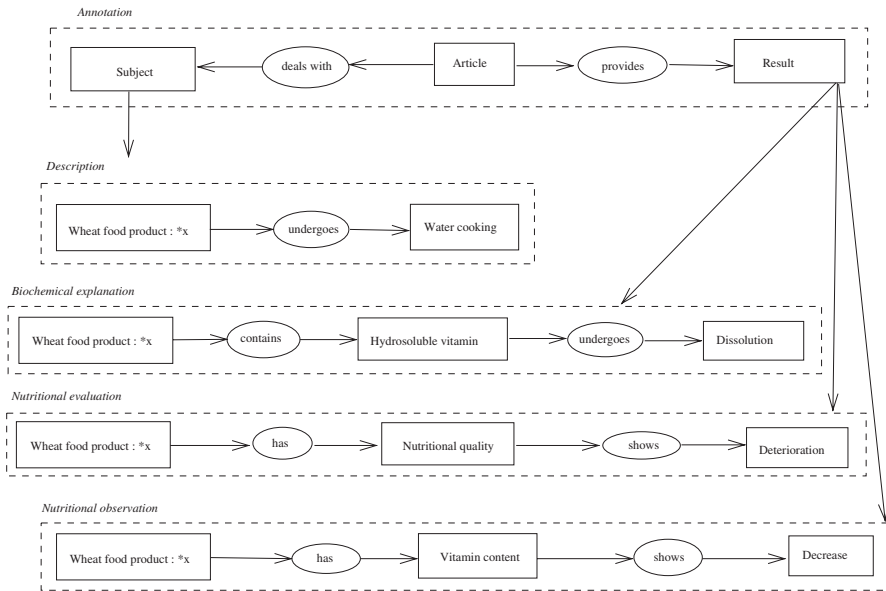 Annotation
Subject
deals with
Article
provides
Result
Description
Wheat food product : *x
undergoes
Water cooking
Biochemical explanation
Wheat food product : *x
contains
Hydrosoluble vitamin
undergoes
Dissolution
Nutritional evaluation
Wheat food product : *x
has
Nutritional quality
shows
Deterioration
Nutritional observation
Wheat food product : *x
has
Vitamin content
shows
Decrease